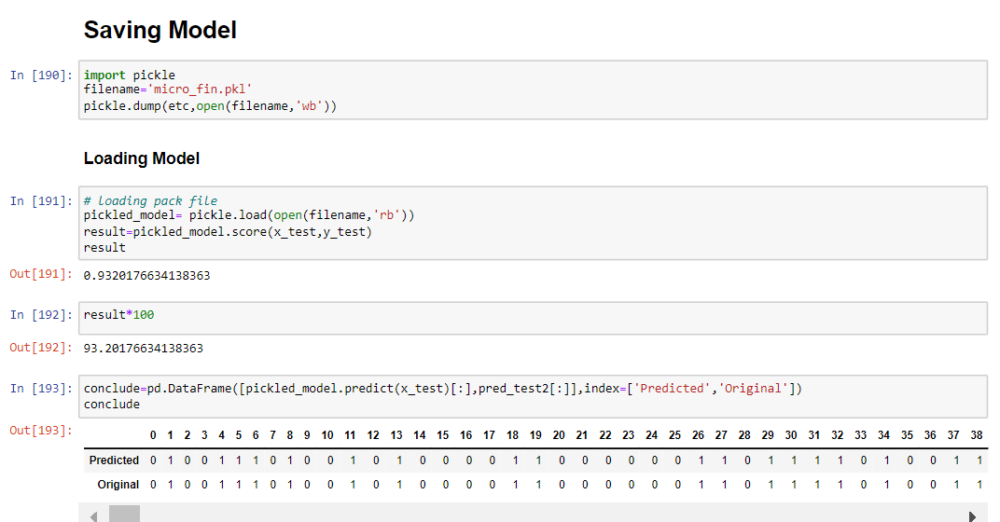 Saving Model
In [190]: import pickle
filename='micro_fin.pkl'
pickle.dump(etc,open(filename,'wb'))
Loading Model
In [191]: # loading pack file
pickled_model= pickle.load(open(filename,'rb'))
result=pickled_model.score(x_test,y_test)
result
Out[191]: 0.9320176634138363
In [192]: result*100
Out[192]: 93.20176634138363
In [193]: conclude=pd.DataFrame([pickled_model.predict(x_test)[:],pred_test2[:]],index=['Predicted','Original'])
conclude
Out[193]:
0 1 2 3 4 5 6 7 8 9 10 11 12 13 14 15 16 17 18 19 20 21 22 23 24 25 26 27 28 29 30 31 32 33 34 35 36 37 38
Predicted 0 1 0 0 1 1 1 0 1 0 0 1 0 1 0 0 0 0 1 1 0 0 0 0 0 0 1 1 0 1 1 1 1 0 1 0 0 1 1
Original 0 1 0 0 1 1 1 0 1 0 0 1 0 1 0 0 0 0 1 1 0 0 0 0 0 0 1 1 0 1 1 1 1 0 1 0 0 1 1